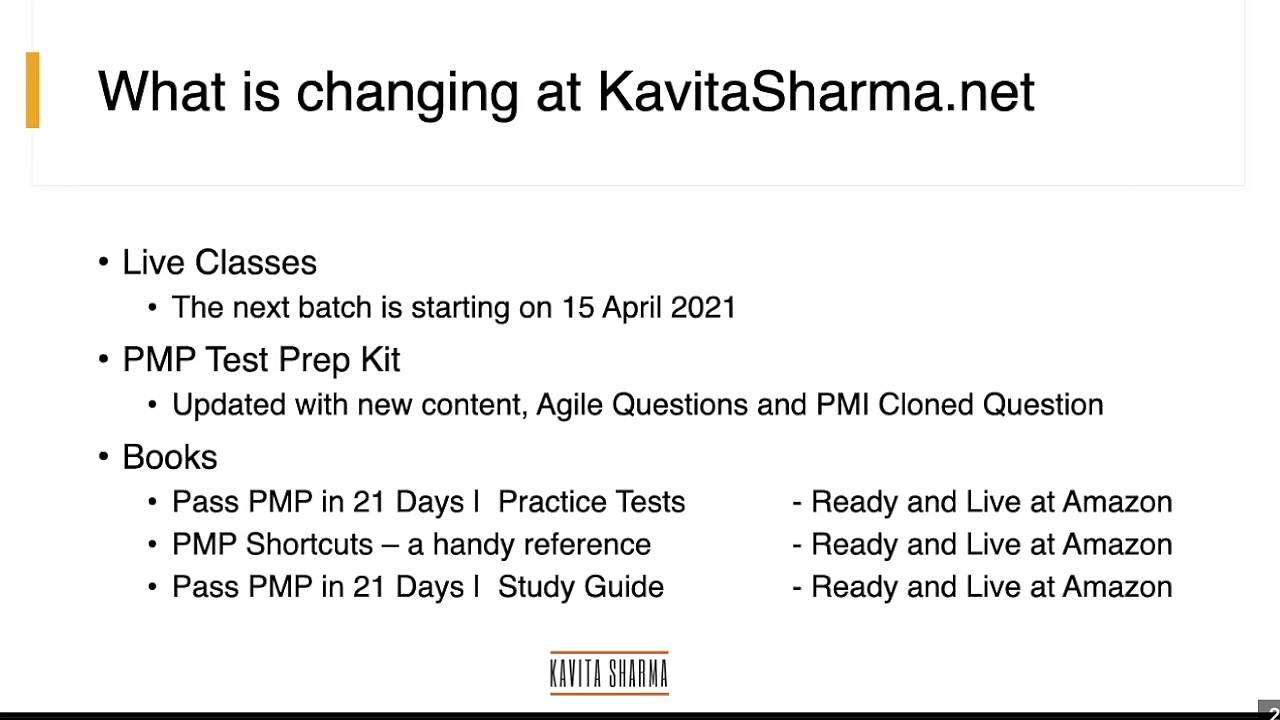 What is changing at KavitaSharma.net
• Live Classes
• The next batch is starting on 15 April 2021
• PMP Test Prep Kit
• Updated with new content, Agile Questions and PMI Cloned Question
• Books
• Pass PMP in 21 Days I Practice Tests - Ready and Live at Amazon
• PMP Shortcuts – a handy reference - Ready and Live at Amazon
• Pass PMP in 21 Days I Study Guide - Ready and Live at Amazon
KAVITA SHARMA